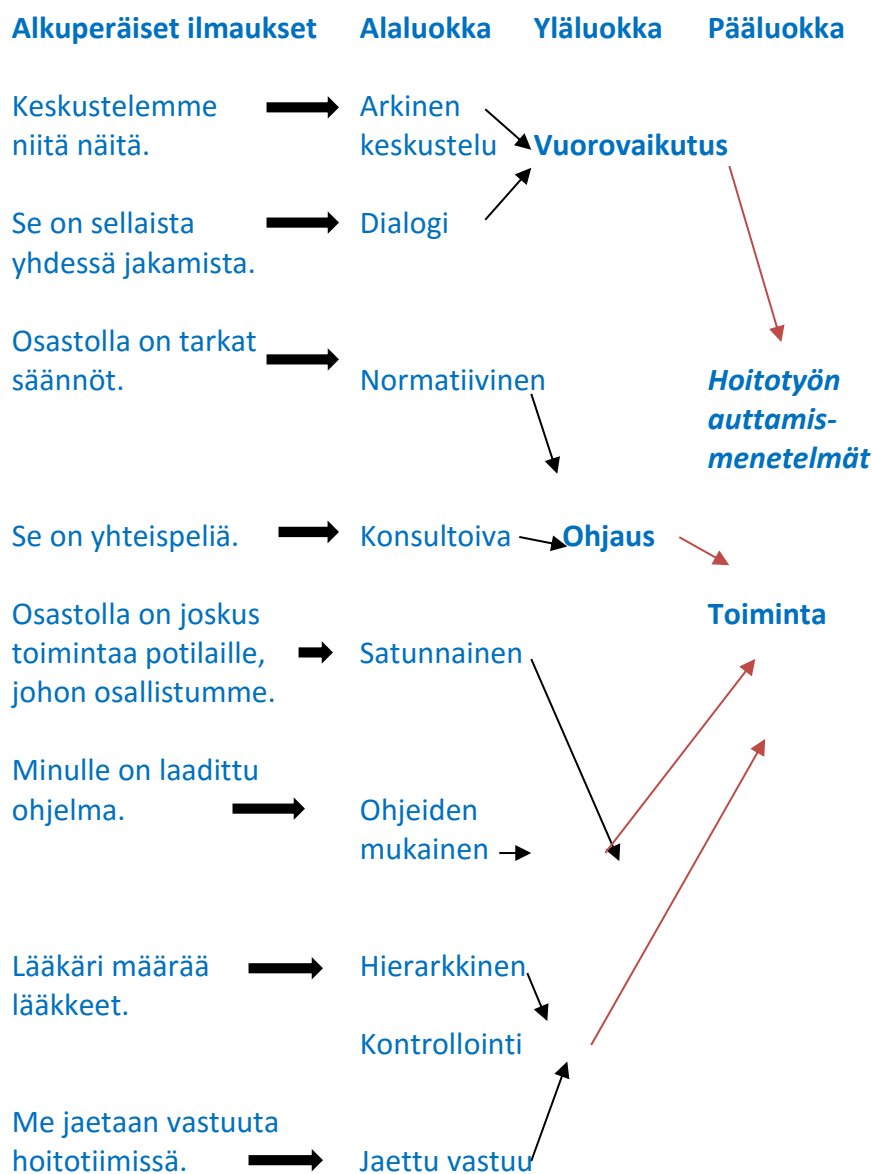 Alkuperäiset ilmaukset Alaluokka Yläluokka Pääluokka
Keskustelemme Arkinen
niitä näitä. keskustelu Vuorovaikutus
Se on sellaista Dialogi
yhdessä jakamista.
Osastolla on tarkat
säännöt. Normatiivinen Hoitotyön
auttamis-
menetelmät
Se on yhteispeliä. Konsultoiva Ohjaus
Osastolla on joskus Toiminta
toimintaa potilaille, Satunnainen
johon osallistumme.
Minulle on laadittu
ohjelma. Ohjeiden
mukainen
Lääkäri määrää Hierarkkinen
lääkkeet.
Kontrollointi
Me jaetaan vastuuta
hoitotiimissä. Jaettu vastuu